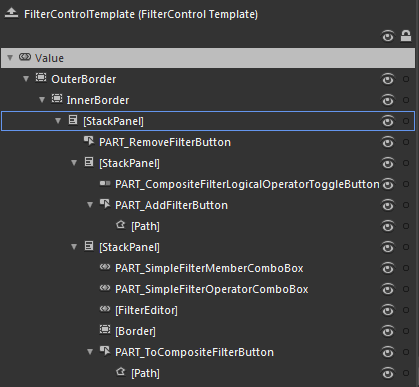 FilterControlTemplate (FilterControl Template)
Value
OuterBorder
InnerBorder
[StackPanel]
PART_RemoveFilterButton
[StackPanel]
PART_CompositeFilterLogicalOperatorToggleButton
PART_AddFilterButton
[Path]
[StackPanel]
PART_SimpleFilterMemberComboBox
PART_SimpleFilterOperatorComboBox
[FilterEditor]
[Border]
PART_ToCompositeFilterButton
[Path]